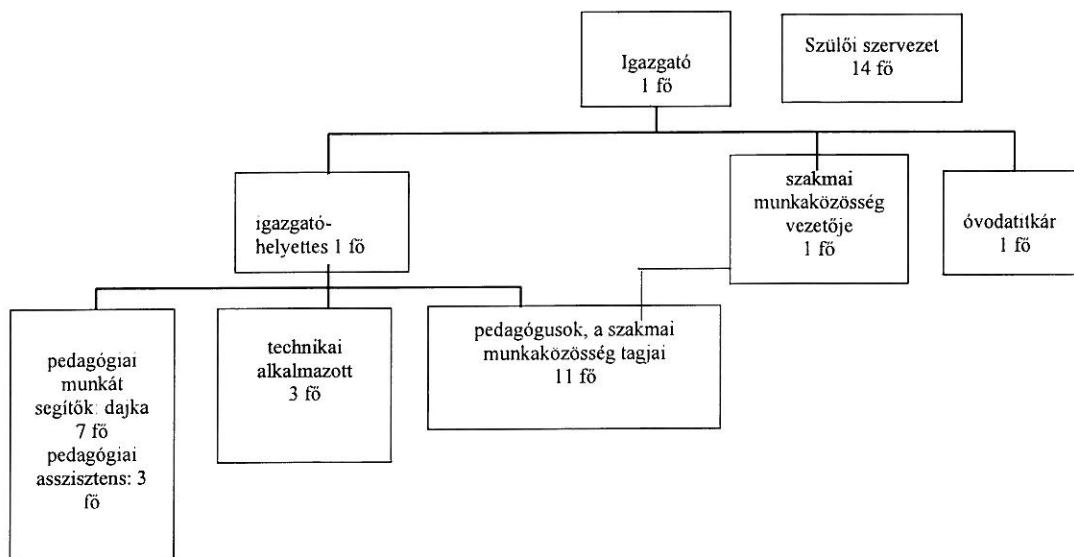 Igazgató
1 fő
Szülői szervezet
14 fő
igazgató-
helyettes 1 fő
szakmai
munkaközösség
vezetője
1 fő
óvodatitkár
1 fő
pedagógiai
munkát
segítők: dajka
7 fő
pedagógiai
asszisztens: 3
fő
technikai
alkalmazott
3 fő
pedagógusok, a szakmai
munkaközösség tagjai
11 fő